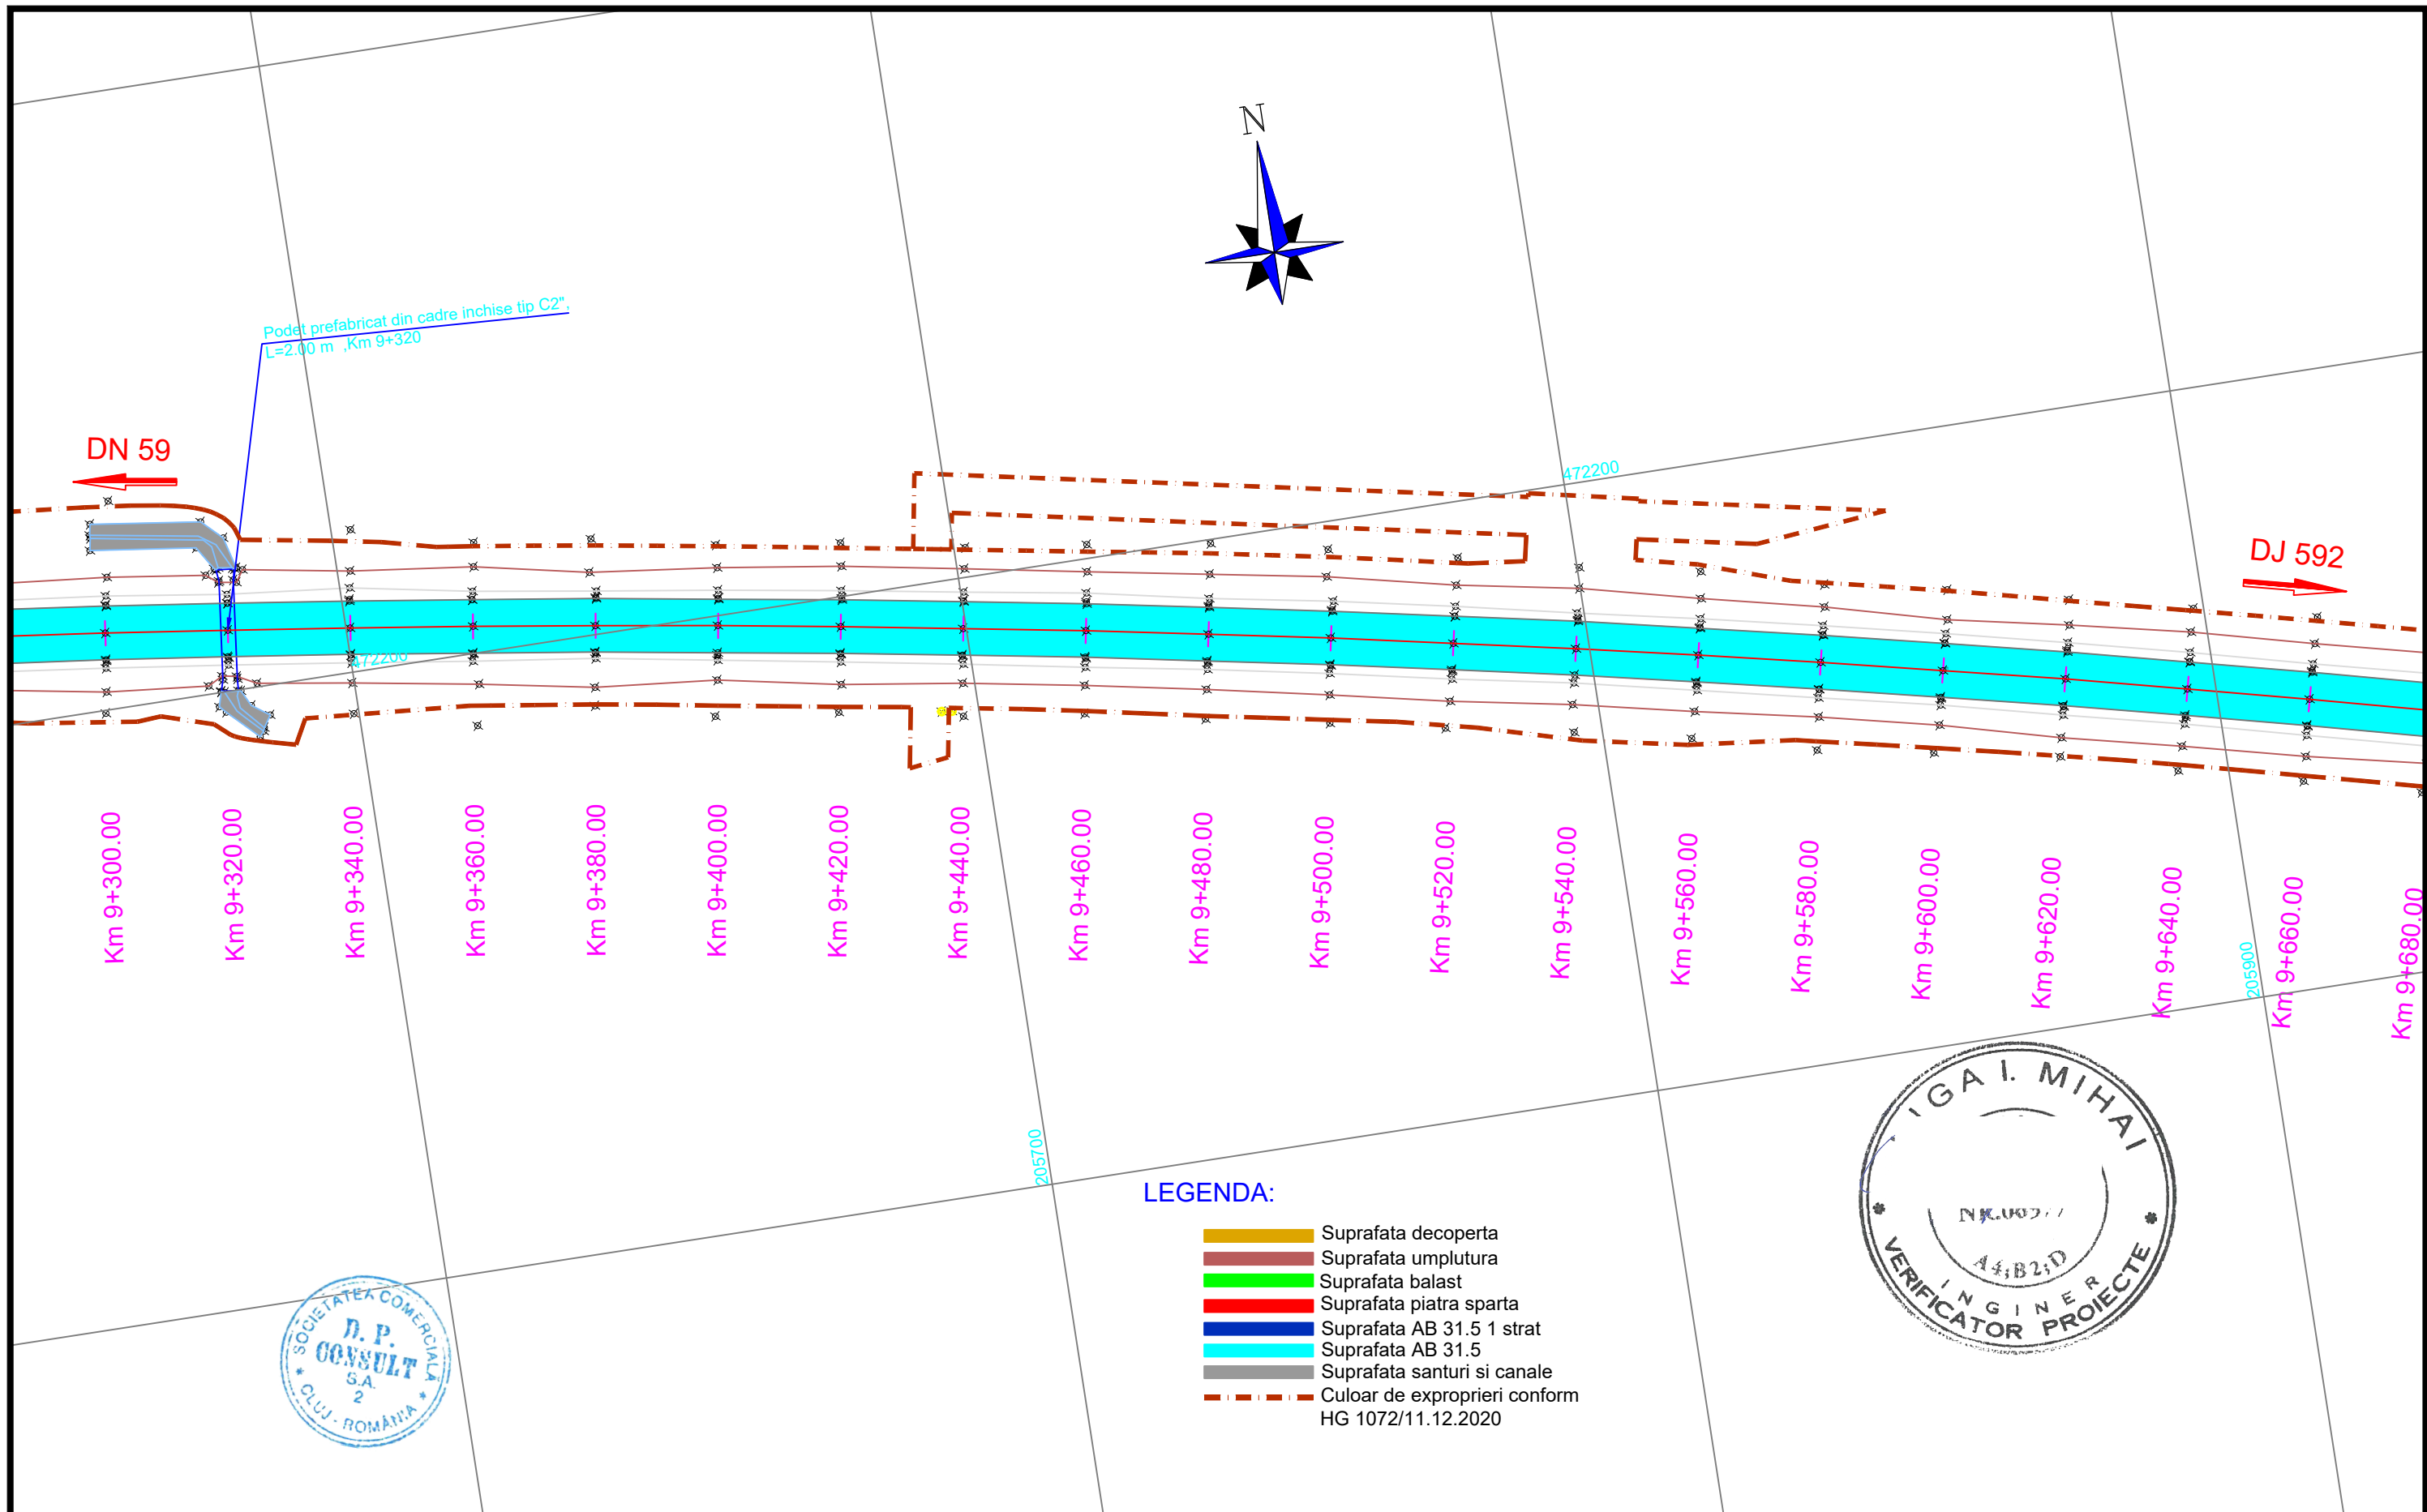 N
Podet prefabricat din cadre inchise tip C2",
L=2.00 m ,Km 9+320
DN 59
472200
DJ 592
472200
Km 9+300.00
Km 9+320.00
Km 9+340.00
Km 9+360.00
Km 9+380.00
Km 9+400.00
Km 9+420.00
Km 9+440.00
Km 9+460.00
Km 9+480.00
Km 9+500.00
Km 9+520.00
Km 9+540.00
Km 9+560.00
Km 9+580.00
Km 9+600.00
Km 9+620.00
Km 9+640.00
Km 9+660.00
Km 9+680.00
205900
205700
LEGENDA:
Suprafata decoperta
Suprafata umplutura
Suprafata balast
Suprafata piatra sparta
Suprafata AB 31.5 1 strat
Suprafata AB 31.5
Suprafata santuri si canale
Culoar de exproprieri conform
HG 1072/11.12.2020
SOCIETATEA COMERCIALĂ
D. P.
CONSULT
S.A.
2
* CLUJ - ROMÂNIA *
I. MIHAI
A4;B2;D
INGINER
* VERIFICATOR PROIECTE *